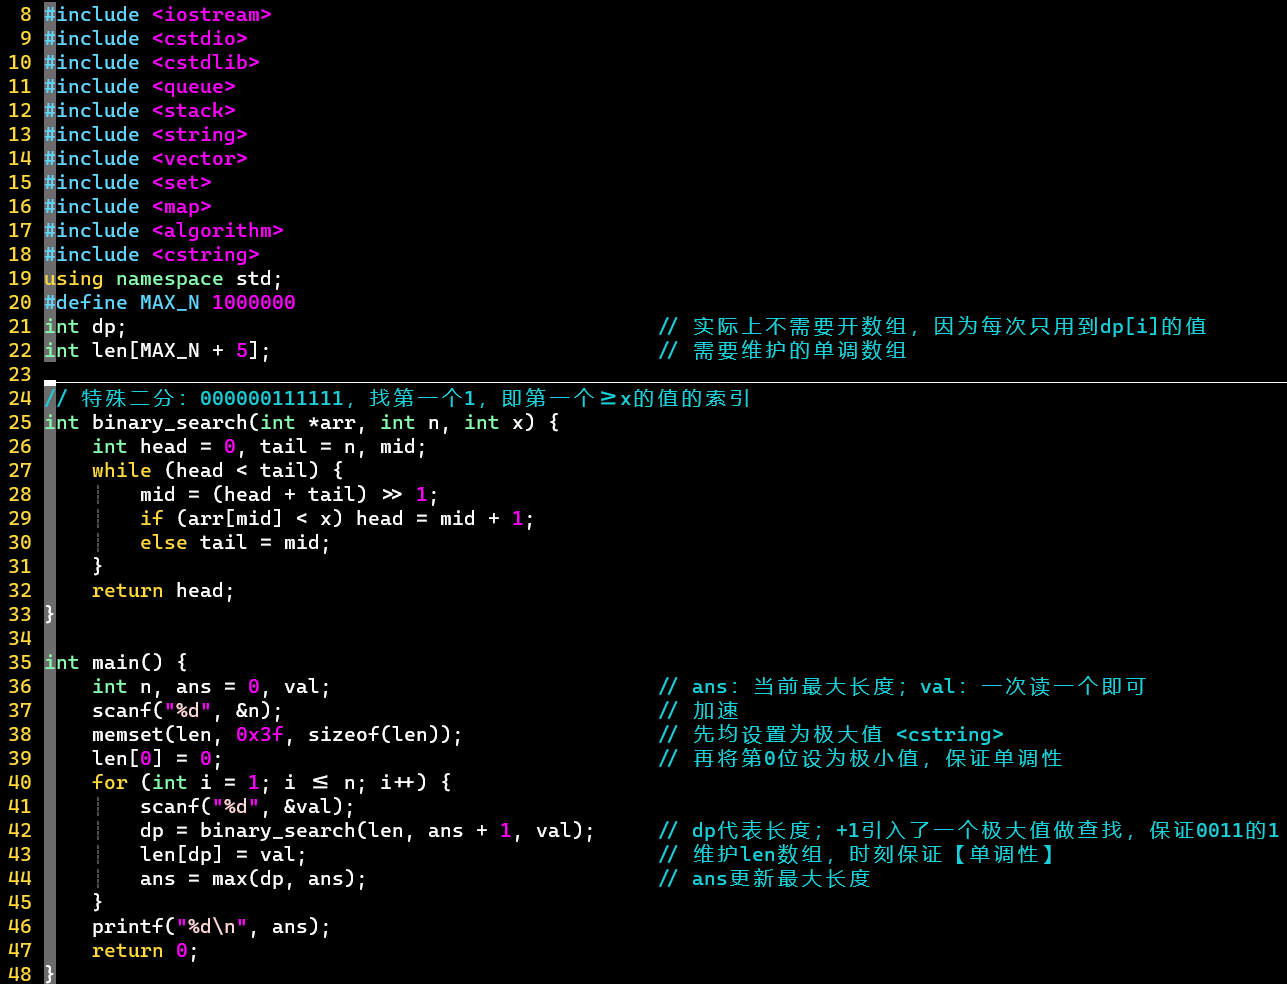 8 #include <iostream>
9 #include <cstdio>
10 #include <cstdlib>
11 #include <queue>
12 #include <stack>
13 #include <string>
14 #include <vector>
15 #include <set>
16 #include <map>
17 #include <algorithm>
18 #include <cstring>
19 using namespace std;
20 #define MAX_N 1000000
21 int dp; // 实际上不需要开数组，因为每次只用到dp[i]的值
22 int len[MAX_N + 5]; // 需要维护的单调数组
23
24 // 特殊二分：000000111111，找第一个1，即第一个≥x的值的索引
25 int binary_search(int *arr, int n, int x) {
26     int head = 0, tail = n, mid;
27     while (head < tail) {
28         mid = (head + tail) >> 1;
29         if (arr[mid] < x) head = mid + 1;
30         else tail = mid;
31     }
32     return head;
33 }
34
35 int main() {
36     int n, ans = 0, val; // ans：当前最大长度；val：一次读一个即可
37     scanf("%d", &n); // 加速
38     memset(len, 0x3f, sizeof(len)); // 先均设置为极大值 <cstring>
39     len[0] = 0; // 再将第0位设为极小值，保证单调性
40     for (int i = 1; i ≤ n; i++) {
41         scanf("%d", &val);
42         dp = binary_search(len, ans + 1, val); // dp代表长度；+1引入了一个极大值做查找，保证0011的1
43         len[dp] = val; // 维护len数组，时刻保证【单调性】
44         ans = max(dp, ans); // ans更新最大长度
45     }
46     printf("%d\n", ans);
47     return 0;
48 }